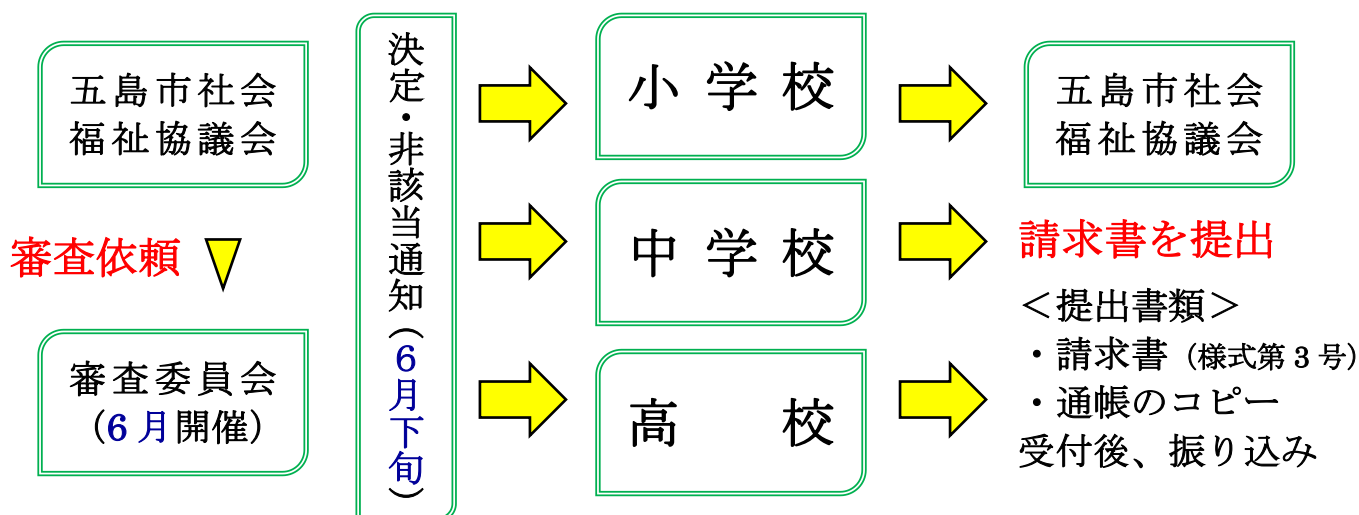 五島市社会
福祉協議会
審査依頼
審査委員会
(6月開催)
決定・非該当通知(6月下旬)
小学校
中学校
高校
五島市社会
福祉協議会
請求書を提出
＜提出書類＞
・請求書 (様式第3号)
・通帳のコピー
受付後、振り込み